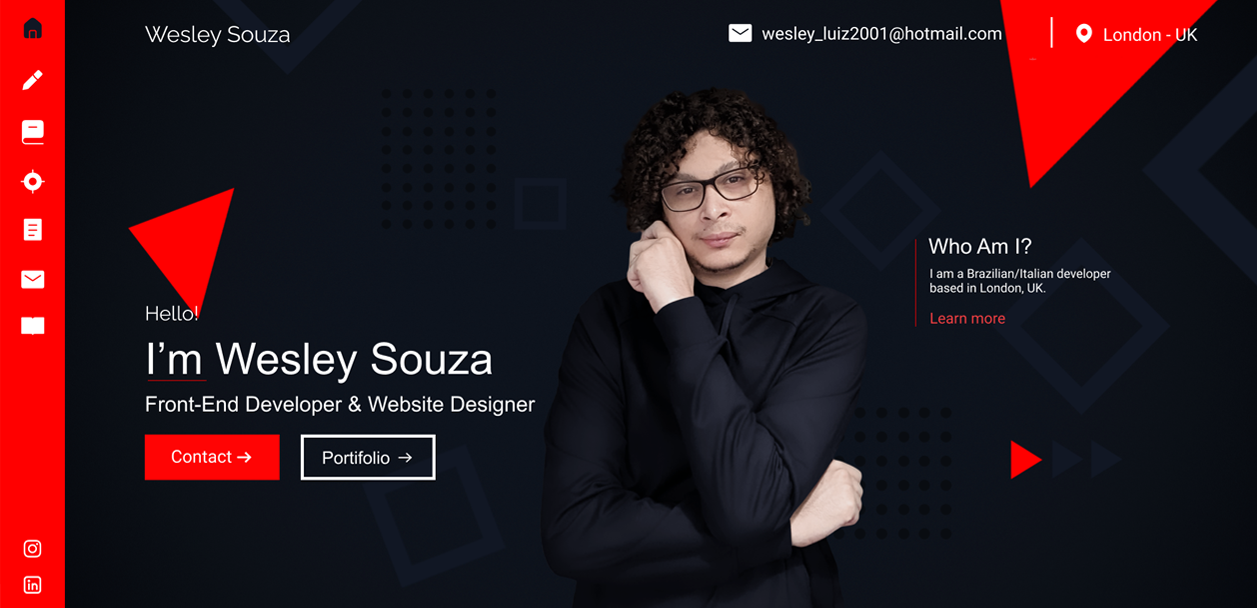 Wesley Souza
wesley_luiz2001@hotmail.com
London - UK
Hello!
I'm Wesley Souza
Front-End Developer & Website Designer
Contact →
Portifolio →
Who Am I?
I am a Brazilian/Italian developer
based in London, UK.
Learn more